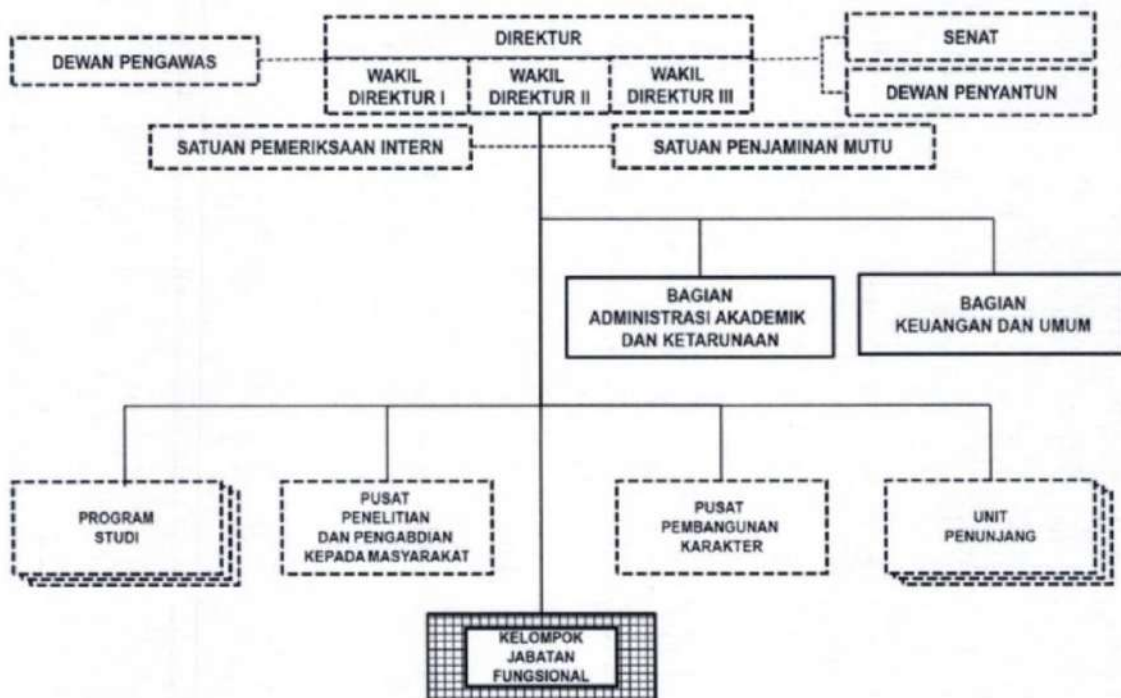 DIREKTUR
SENAT
DEWAN PENGAWAS
WAKIL
DIREKTUR I
WAKIL
DIREKTUR II
WAKIL
DIREKTUR III
DEWAN PENYANTUN
SATUAN PEMERIKSAAN INTERN
SATUAN PENJAMINAN MUTU
BAGIAN
ADMINISTRASI AKADEMIK
DAN KETARUNAAN
BAGIAN
KEUANGAN DAN UMUM
PROGRAM
STUDI
PUSAT
PENELITIAN
DAN PENGABDIAN
KEPADA MASYARAKAT
PUSAT
PEMBANGUNAN
KARAKTER
UNIT
PENUNJANG
KELOMPOK
JABATAN
FUNGSIONAL